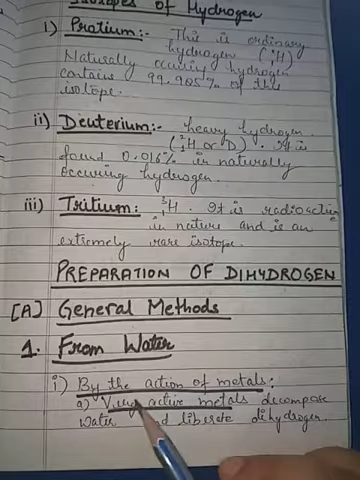 Isotopes of Hydrogen
i) Protium:- This is ordinary
hydrogen (¹₁H)
Naturally occuring hydrogen
contains 99.985% of this
isotope.
ii) Deuterium:- heavy hydrogen
(²₁H or D). It is
found 0.016% in naturally
occuring hydrogen.
iii) Tritium:- ³₁H. It is radioactive
in nature and is an
extremely rare isotope.
PREPARATION OF DIHYDROGEN
[A] General Methods
1. From Water
i) By the action of metals:
a) Very active metals decompose
water and liberate dihydrogen.